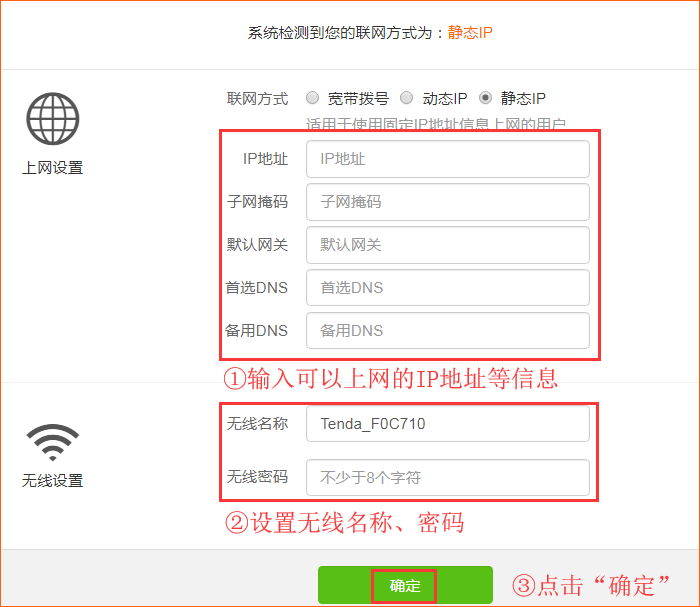 系统检测到您的联网方式为：静态IP
联网方式 宽带拨号 动态IP 静态IP
适用于使用固定IP地址信息上网的用户
上网设置
IP地址 IP地址
子网掩码 子网掩码
默认网关 默认网关
首选DNS 首选DNS
备用DNS 备用DNS
①输入可以上网的IP地址等信息
无线名称 Tenda_F0C710
无线设置
无线密码 不少于8个字符
②设置无线名称、密码
确定 ③点击“确定”